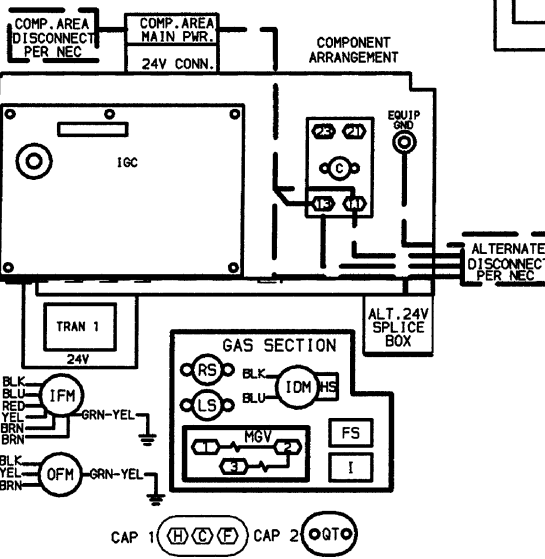 COMP.AREA
DISCONNECT
PER NEC
COMP.AREA
MAIN PWR.
24V CONN.
COMPONENT
ARRANGEMENT
IGC
23 21
C
13 11
EQUIP
GND
ALTERNATE
DISCONNECT
PER NEC
TRAN 1
24V
ALT.24V
SPLICE
BOX
GAS SECTION
RS
LS
BLK
BLU
IDM
HS
MGV
1
2
3
FS
I
BLK
BLU
RED
YEL
BRN
BRN
IFM
GRN-YEL
BLK
YEL
BRN
OFM
GRN-YEL
CAP 1
H C F
CAP 2
QT